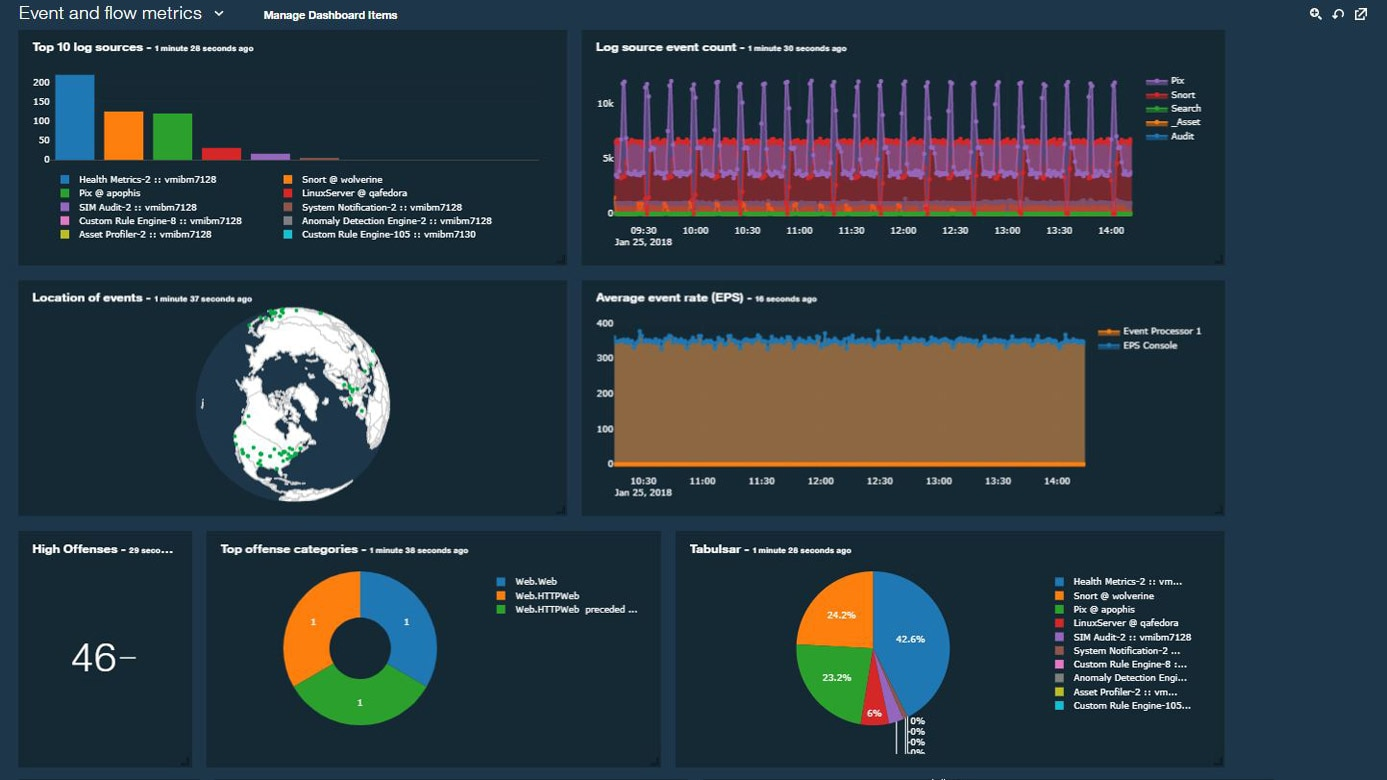 Event and flow metrics
Manage Dashboard Items
Top 10 log sources - 1 minute 28 seconds ago
200
150
100
50
0
Health Metrics-2 :: vmibm7128
Snort @ wolverine
Pix @ apophis
LinuxServer @ qafedora
SIM Audit-2 :: vmibm7128
System Notification-2 :: vmibm7128
Custom Rule Engine-8 :: vmibm7128
Anomaly Detection Engine-2 :: vmibm7128
Asset Profiler-2 :: vmibm7128
Custom Rule Engine-105 :: vmibm7130
Log source event count - 1 minute 30 seconds ago
10k
5k
0
09:30 10:00 10:30 11:00 11:30 12:00 12:30 13:00 13:30 14:00
Jan 25, 2018
Pix
Snort
Search
_Asset
Audit
Location of events - 1 minute 37 seconds ago
Average event rate (EPS) - 16 seconds ago
400
300
200
100
0
10:30 11:00 11:30 12:00 12:30 13:00 13:30 14:00
Jan 25, 2018
Event Processor 1
EPS Console
High Offenses - 29 seco...
46-
Top offense categories - 1 minute 38 seconds ago
1
1
1
Web.Web
Web.HTTPWeb
Web.HTTPWeb preceded ...
Tabulsar - 1 minute 28 seconds ago
24.2%
42.6%
23.2%
6%
0%
0%
0%
0%
Health Metrics-2 :: vm...
Snort @ wolverine
Pix @ apophis
LinuxServer @ qafedora
SIM Audit-2 :: vmibm7128
System Notification-2 ...
Custom Rule Engine-8 :...
Anomaly Detection Engi...
Asset Profiler-2 :: vm...
Custom Rule Engine-105...